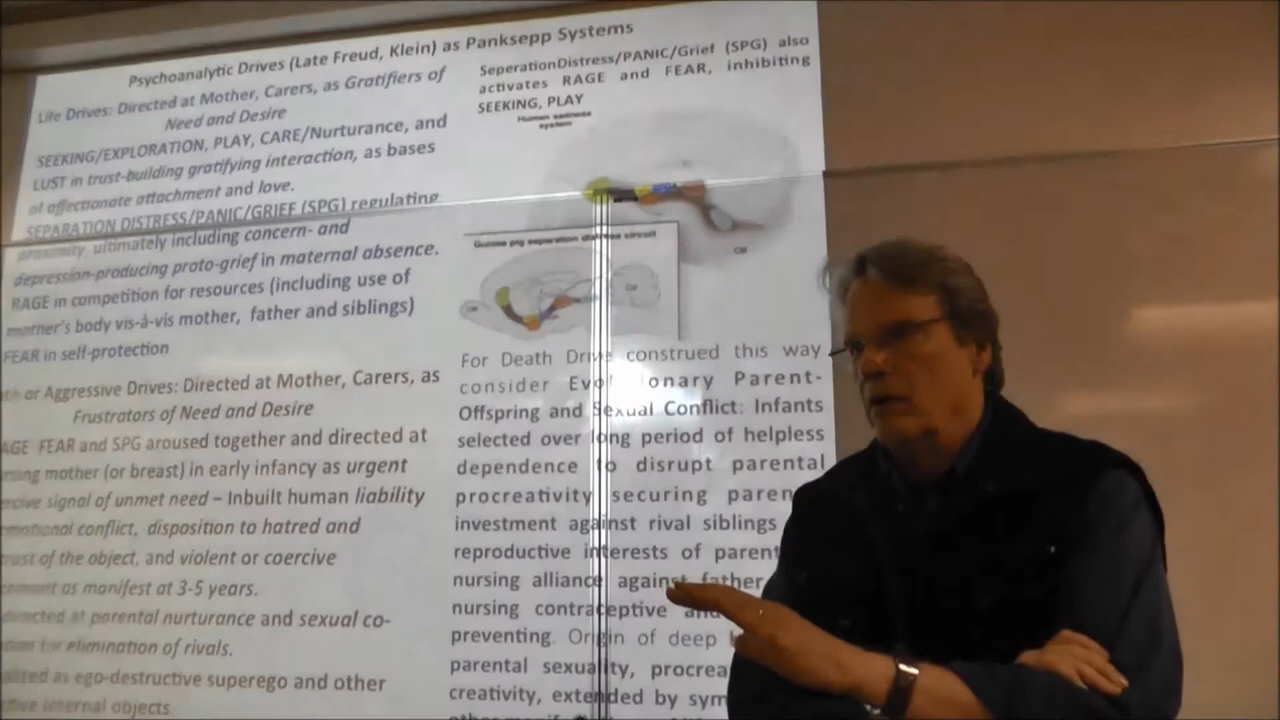 Psychoanalytic Drives (Late Freud, Klein) as Panksepp Systems
Life Drives: Directed at Mother, Carers, as Gratifiers of
Need and Desire
SEEKING/EXPLORATION, PLAY, CARE/Nurturance, and
LUST in trust-building gratifying interaction, as bases
of affectionate attachment and love.
SEPARATION DISTRESS/PANIC/GRIEF (SPG) regulating
proximity ultimately including concern- and
depression-producing proto-grief in maternal absence.
RAGE in competition for resources (including use of
mother's body vis-à-vis mother, father and siblings)
FEAR in self-protection
or Aggressive Drives: Directed at Mother, Carers, as
Frustrators of Need and Desire
FEAR and SPG aroused together and directed at
mother (or breast) in early infancy as urgent
signal of unmet need – Inbuilt human liability
conflict, disposition to hatred and
of the object, and violent or coercive
as manifest at 3-5 years.
at parental nurturance and sexual co-
for elimination of rivals.
as ego-destructive superego and other
internal objects
SeperationDistress/PANIC/Grief (SPG) also
activates RAGE and FEAR, inhibiting
SEEKING, PLAY
Human sadness
system
Guinea pig separation distress circuit
For Death Drive construed this way
consider Parent-
Offspring and Sexual Conflict: Infants
selected over long period of helpless
dependence to disrupt parental
procreativity securing
investment against rival siblings
reproductive interests of
nursing alliance against father
nursing contraceptive
preventing. Origin of deep
parental sexuality,
creativity, extended by